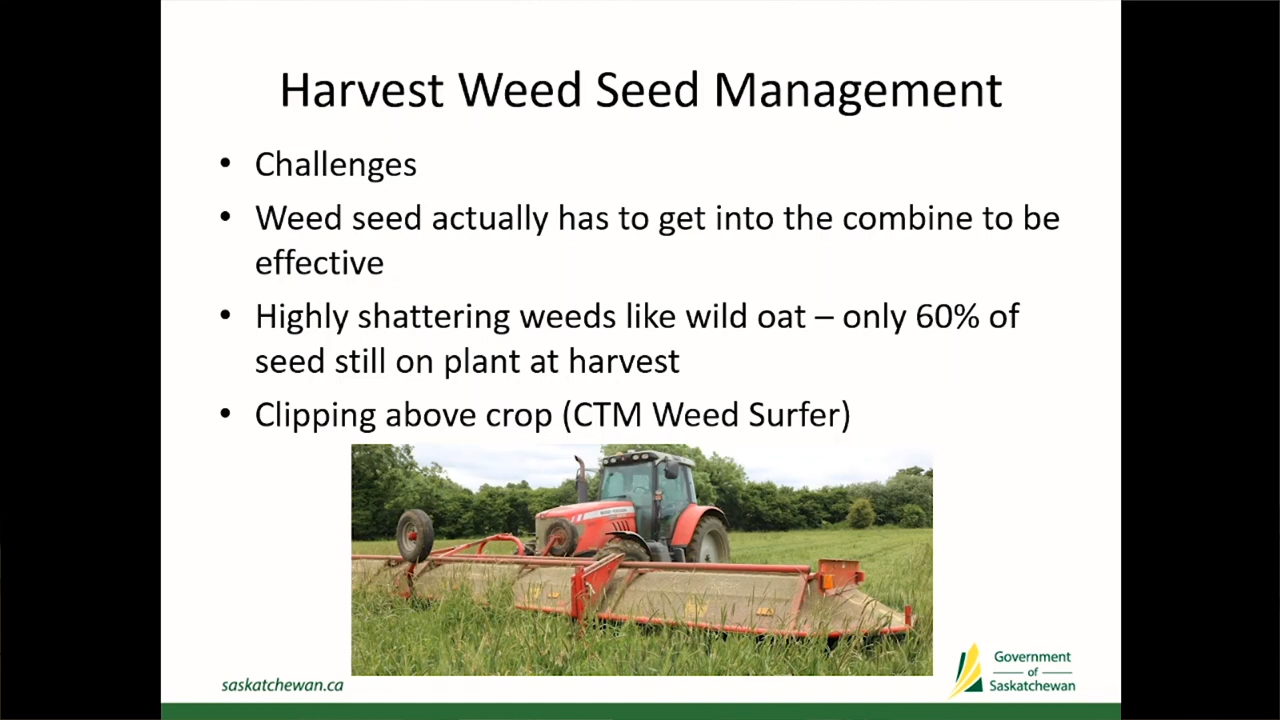 Harvest Weed Seed Management
• Challenges
• Weed seed actually has to get into the combine to be
effective
• Highly shattering weeds like wild oat – only 60% of
seed still on plant at harvest
• Clipping above crop (CTM Weed Surfer)
saskatchewan.ca
Government
of
Saskatchewan